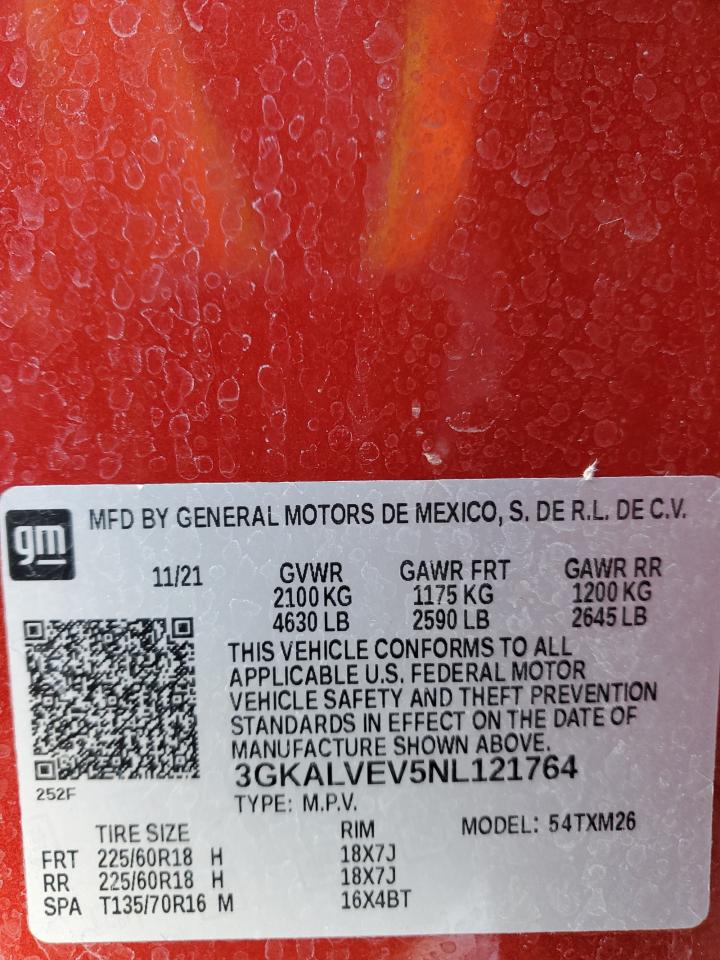 gm
MFD BY GENERAL MOTORS DE MEXICO, S. DE R.L. DE C.V.
11/21 GVWR GAWR FRT GAWR RR
2100 KG 1175 KG 1200 KG
4630 LB 2590 LB 2645 LB
THIS VEHICLE CONFORMS TO ALL
APPLICABLE U.S. FEDERAL MOTOR
VEHICLE SAFETY AND THEFT PREVENTION
STANDARDS IN EFFECT ON THE DATE OF
MANUFACTURE SHOWN ABOVE.
3GKALVEV5NL121764
252F
TYPE: M.P.V.
TIRE SIZE RIM MODEL: 54TXM26
FRT 225/60R18 H 18X7J
RR 225/60R18 H 18X7J
SPA T135/70R16 M 16X4BT